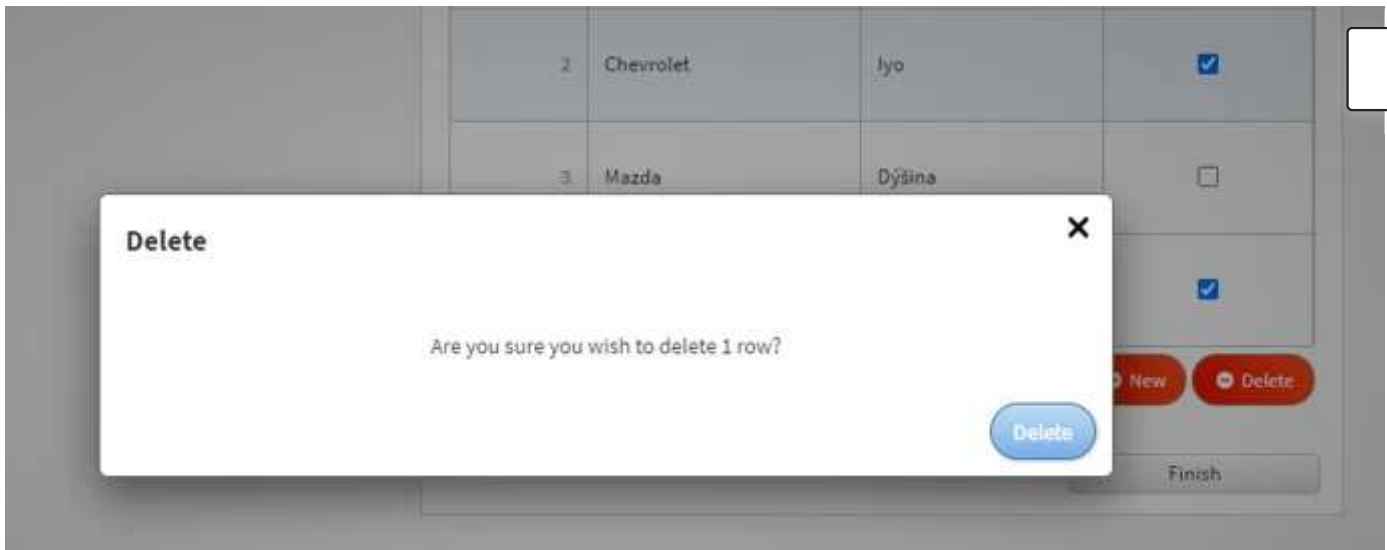 2 Chevrolet Iyo
3 Mazda Dýšina
Delete
Are you sure you wish to delete 1 row?
New Delete
Delete
Finish